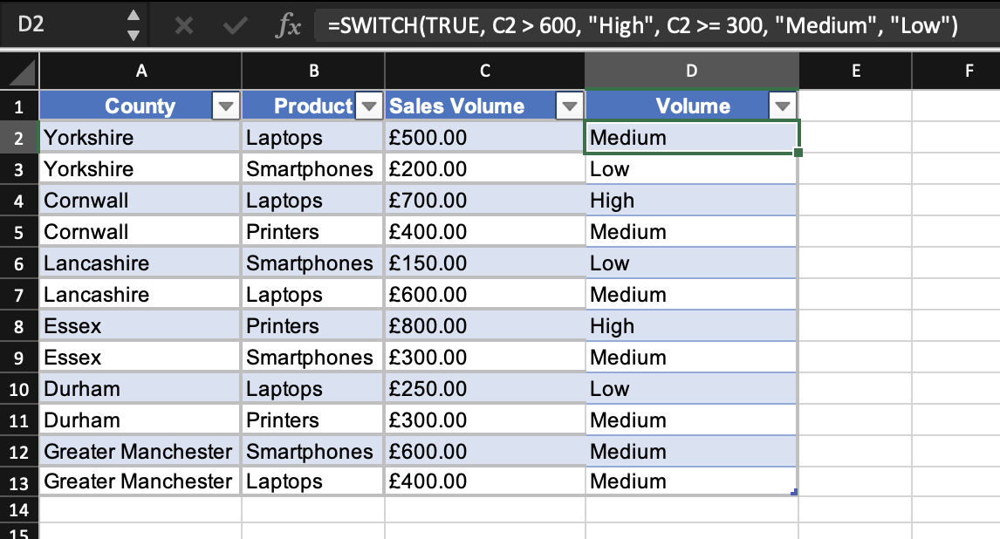 D2 fx =SWITCH(TRUE, C2 > 600, "High", C2 >= 300, "Medium", "Low")
A B C D E F
1 County Product Sales Volume Volume
2 Yorkshire Laptops £500.00 Medium
3 Yorkshire Smartphones £200.00 Low
4 Cornwall Laptops £700.00 High
5 Cornwall Printers £400.00 Medium
6 Lancashire Smartphones £150.00 Low
7 Lancashire Laptops £600.00 Medium
8 Essex Printers £800.00 High
9 Essex Smartphones £300.00 Medium
10 Durham Laptops £250.00 Low
11 Durham Printers £300.00 Medium
12 Greater Manchester Smartphones £600.00 Medium
13 Greater Manchester Laptops £400.00 Medium
14
15